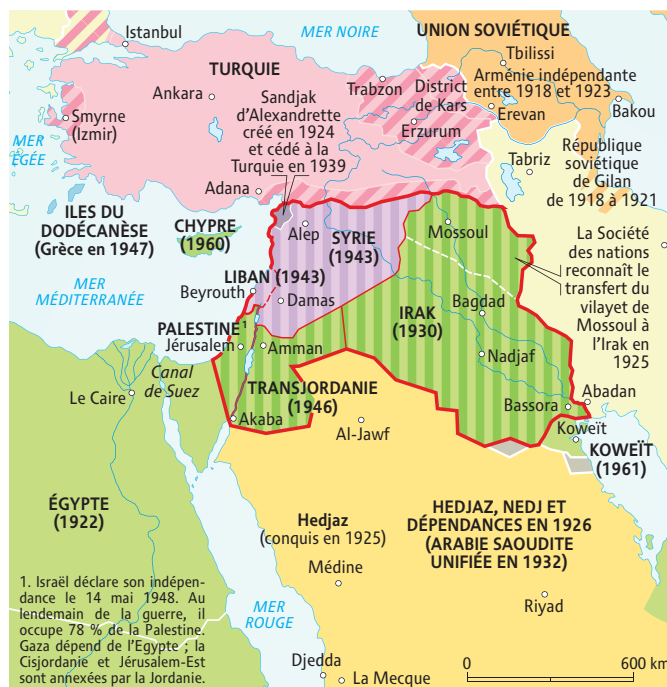 MER NOIRE
UNION SOVIÉTIQUE
Istanbul
Tbilissi
TURQUIE
Arménie indépendante
entre 1918 et 1923
Trabzon
District
de Kars
Ankara
Sandjak
d'Alexandrette
créé en 1924
et cédé à la
Turquie en 1939
Erzurum
Erevan
Bakou
Smyrne
(Izmir)
MER
ÉGÉE
Tabriz
République
soviétique
de Gilan
de 1918 à 1921
Adana
ILES DU
DODÉCANÈSE
(Grèce en 1947)
CHYPRE
(1960)
Alep
SYRIE
(1943)
Mossoul
La Société
des nations
reconnaît le
transfert du
vilayet de
Mossoul à
l'Irak en
1925
MER
MÉDITERRANÉE
LIBAN (1943)
Beyrouth
Damas
Bagdad
IRAK
(1930)
PALESTINE1
Jérusalem
Amman
Nadjaf
Canal
de Suez
Le Caire
TRANSJORDANIE
(1946)
Abadan
Bassora
Akaba
Al-Jawf
Koweït
KOWEÏT
(1961)
ÉGYPTE
(1922)
Hedjaz
(conquis en 1925)
HEDJAZ, NEDJ ET
DÉPENDANCES EN 1926
(ARABIE SAOUDITE
UNIFIÉE EN 1932)
Médine
Riyad
MER
ROUGE
1. Israël déclare son indépen-
dance le 14 mai 1948. Au
lendemain de la guerre, il
occupe 78 % de la Palestine.
Gaza dépend de l'Egypte ; la
Cisjordanie et Jérusalem-Est
sont annexées par la Jordanie.
Djedda
La Mecque
0 600 km